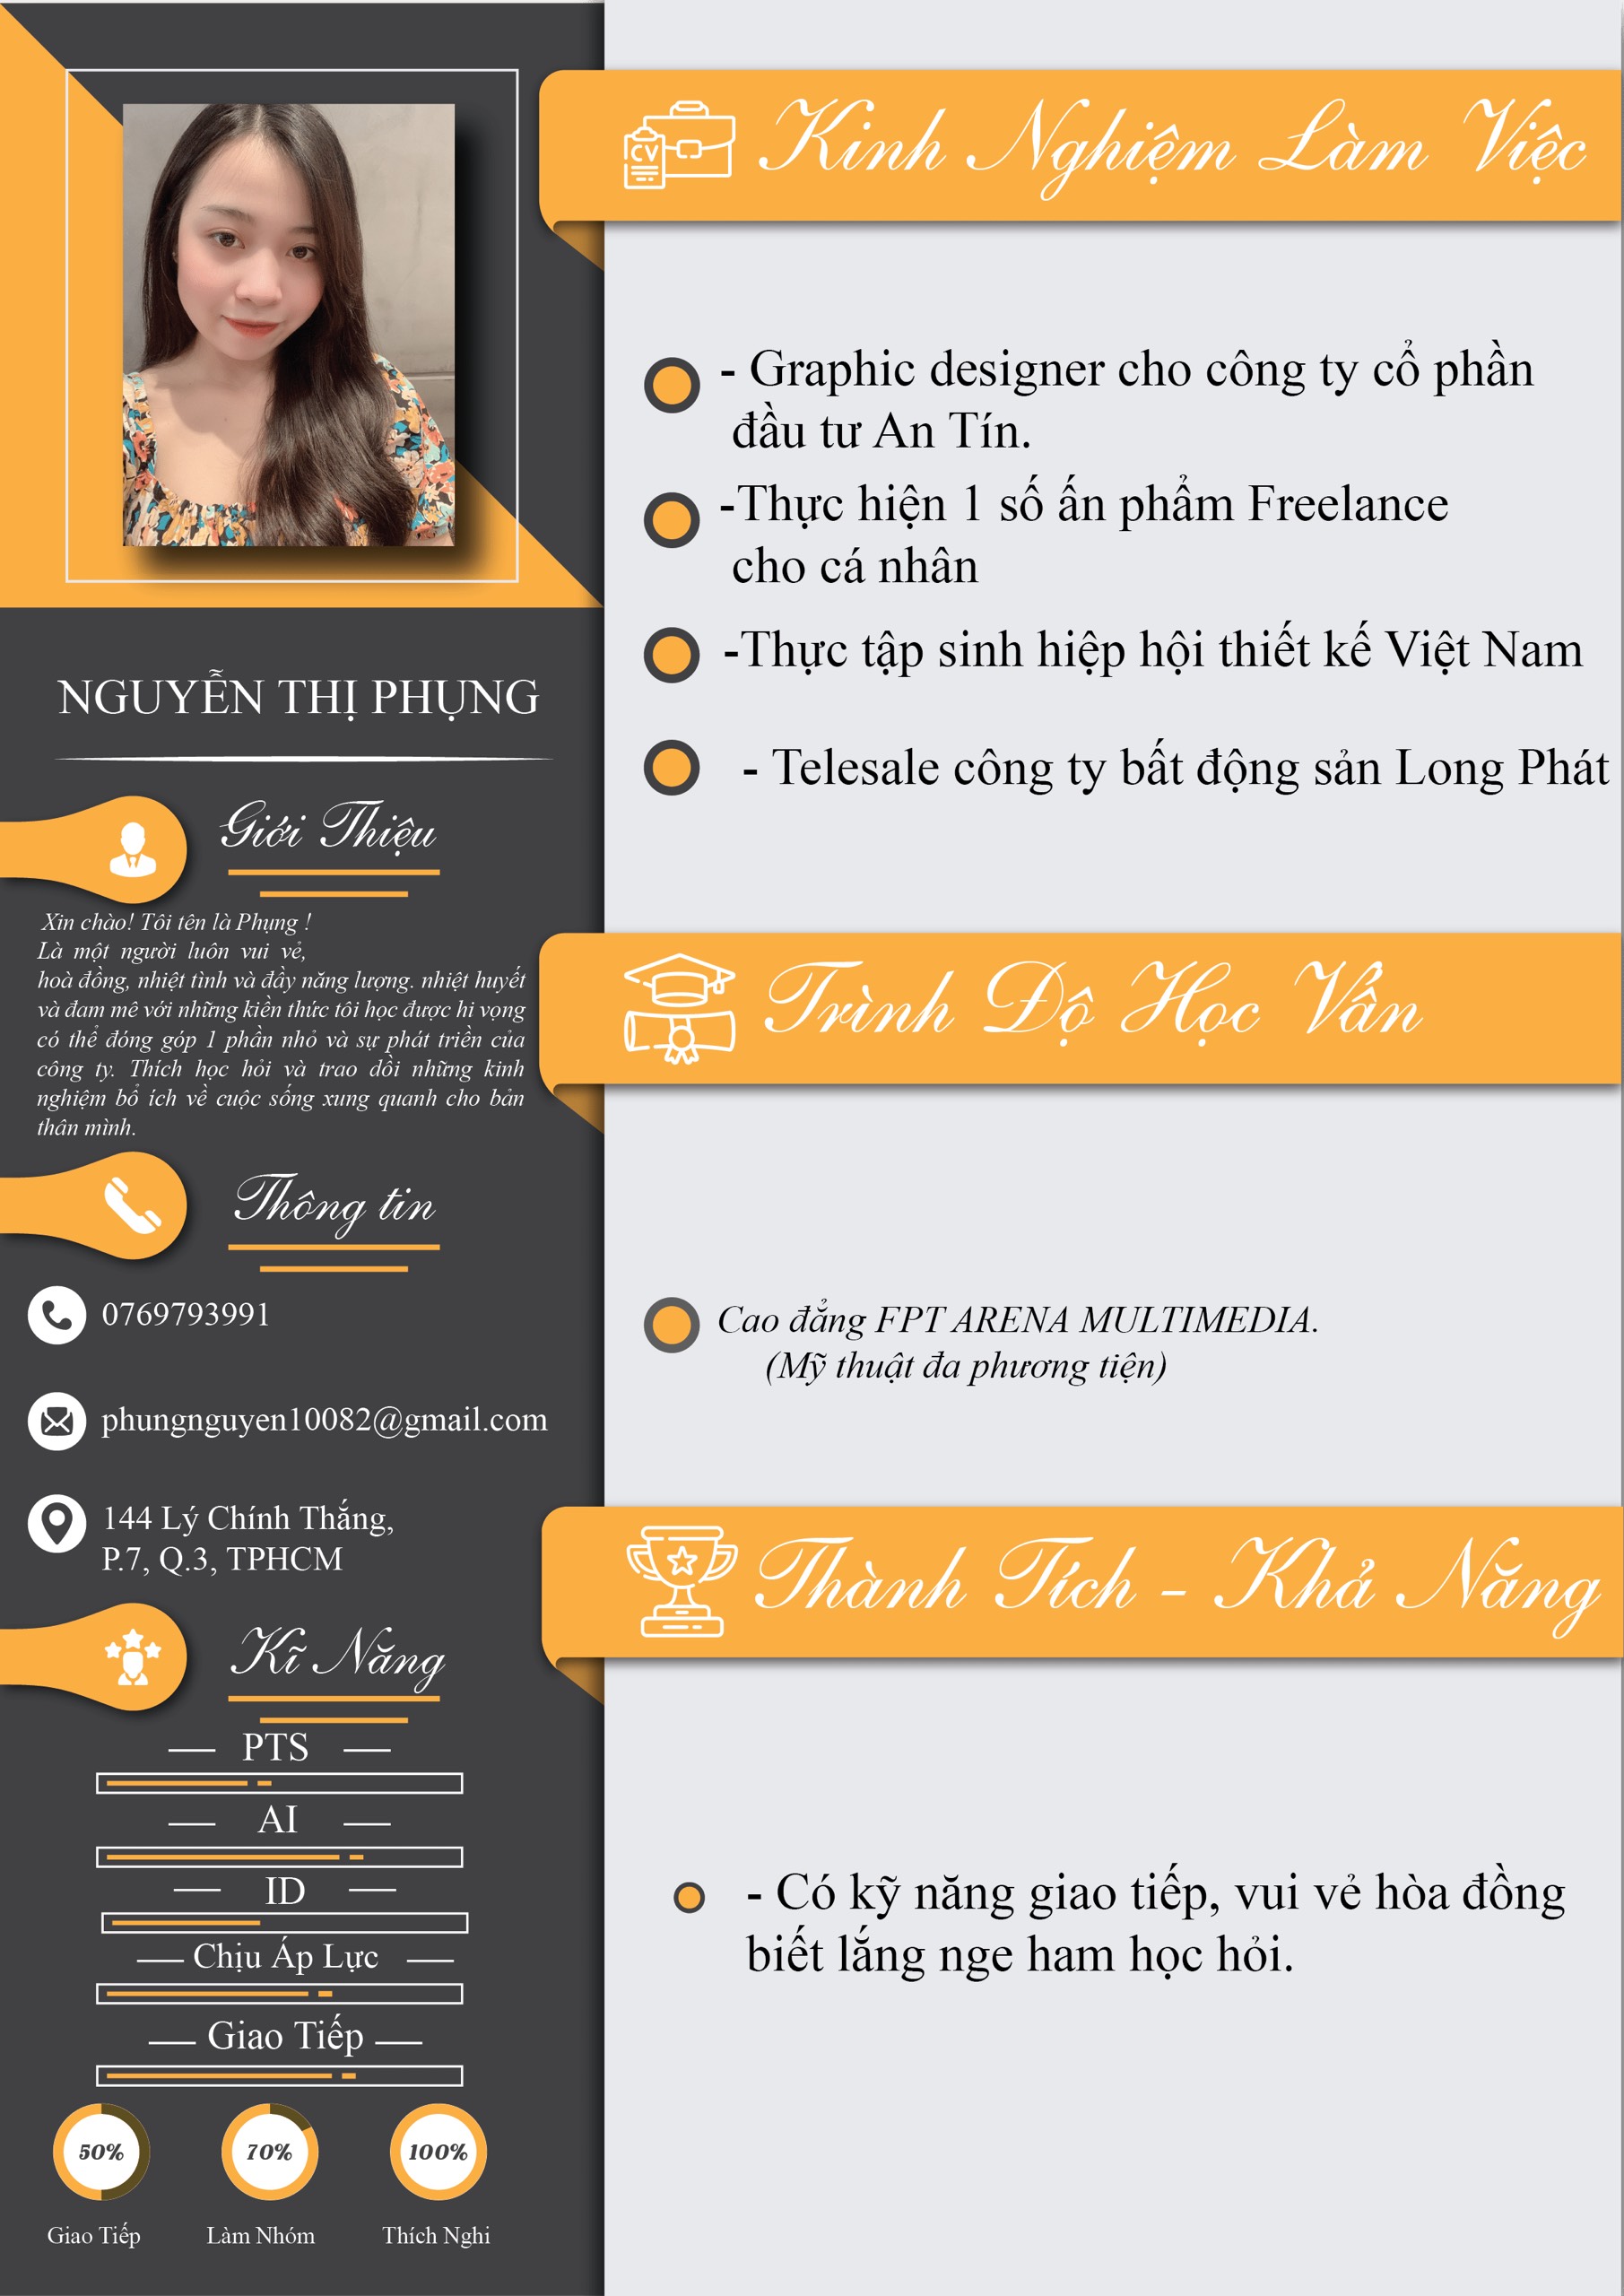 NGUYỄN THỊ PHỤNG
Giới Thiệu
Xin chào! Tôi tên là Phụng !
Là một người luôn vui vẻ,
hoà đồng, nhiệt tình và đầy năng lượng. nhiệt huyết
và đam mê với những kiến thức tôi học được hi vọng
có thể đóng góp 1 phần nhỏ và sự phát triển của
công ty. Thích học hỏi và trao dồi những kinh
nghiệm bổ ích về cuộc sống xung quanh cho bản
thân mình.
Thông tin
0769793991
phungnguyen10082@gmail.com
144 Lý Chính Thắng,
P.7, Q.3, TPHCM
Kĩ Năng
PTS
AI
ID
Chịu Áp Lực
Giao Tiếp
50% 70% 100%
Giao Tiếp Làm Nhóm Thích Nghi
CV
Kinh Nghiệm Làm Việc
- Graphic designer cho công ty cổ phần
đầu tư An Tín.
-Thực hiện 1 số ấn phẩm Freelance
cho cá nhân
-Thực tập sinh hiệp hội thiết kế Việt Nam
- Telesale công ty bất động sản Long Phát
Trình Độ Học Vấn
Cao đẳng FPT ARENA MULTIMEDIA.
(Mỹ thuật đa phương tiện)
Thành Tích - Khả Năng
- Có kỹ năng giao tiếp, vui vẻ hòa đồng
biết lắng nge ham học hỏi.